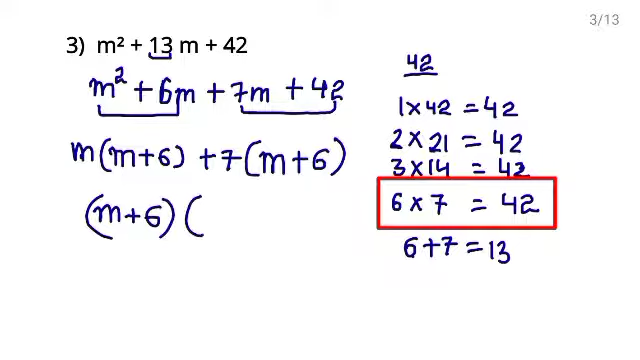 3/13
3) m² + 13 m + 42
m² + 6m + 7m + 42
m(m+6) + 7(m+6)
(m+6)(
42
1 × 42 = 42
2 × 21 = 42
3 × 14 = 42
6 × 7 = 42
6+7 = 13